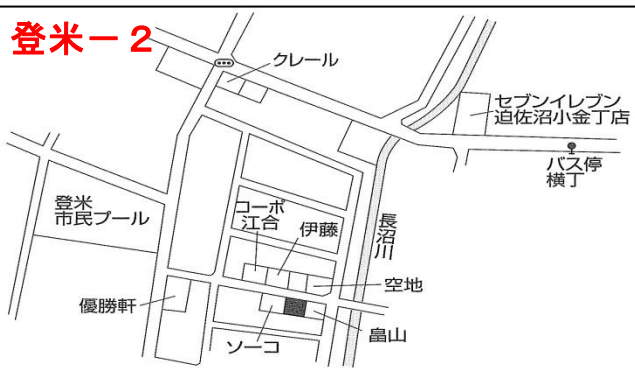 登米－２
クレール
セブンイレブン
迫佐沼小金丁店
バス停
横丁
登米
市民プール
コーポ
江合
伊藤
長沼川
空地
優勝軒
ソーコ
畠山